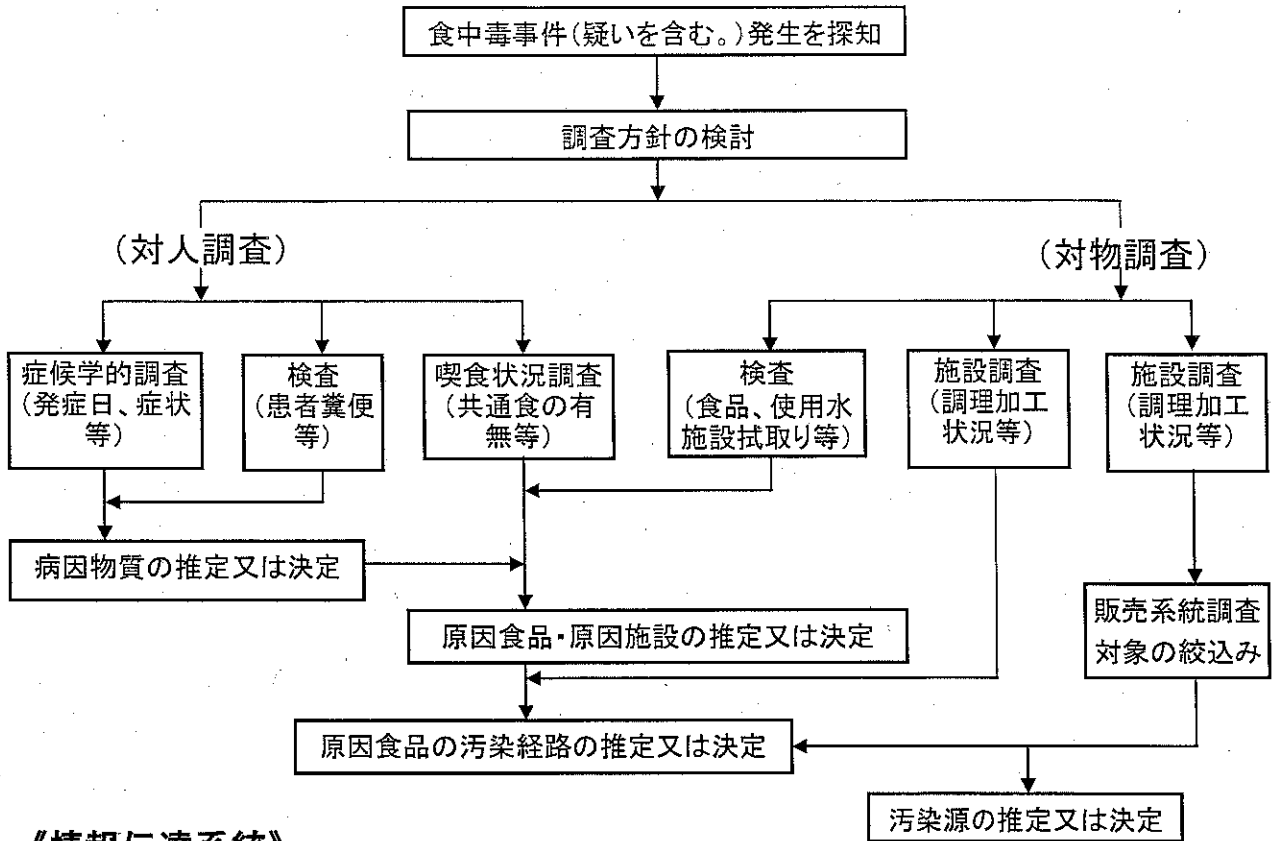 食中毒事件(疑いを含む。)発生を探知
調査方針の検討
(対人調査)
(対物調査)
症候学的調査
(発症日、症状
等)
検査
(患者糞便
等)
喫食状況調査
(共通食の有
無等)
検査
(食品、使用水
施設拭取り等)
施設調査
(調理加工
状況等)
施設調査
(調理加工
状況等)
病因物質の推定又は決定
販売系統調査
対象の絞込み
原因食品・原因施設の推定又は決定
原因食品の汚染経路の推定又は決定
汚染源の推定又は決定
《情報伝達系統》